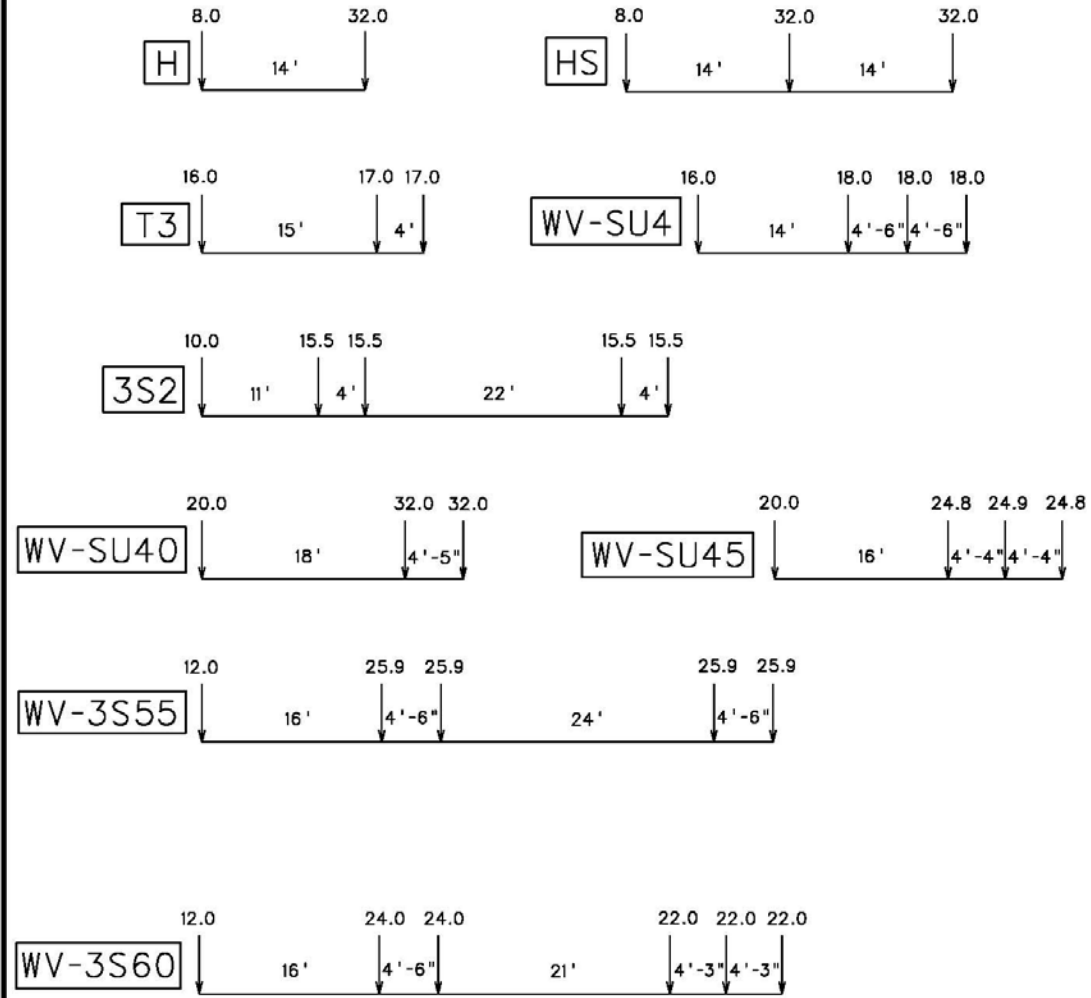 8.0 32.0 8.0 32.0 32.0
H 14' HS 14' 14'
16.0 17.0 17.0 16.0 18.0 18.0 18.0
T3 15' 4' WV-SU4 14' 4'-6" 4'-6"
10.0 15.5 15.5 15.5 15.5
3S2 11' 4' 22' 4'
20.0 32.0 32.0 20.0 24.8 24.9 24.8
WV-SU40 18' 4'-5" WV-SU45 16' 4'-4" 4'-4"
12.0 25.9 25.9 25.9 25.9
WV-3S55 16' 4'-6" 24' 4'-6"
12.0 24.0 24.0 22.0 22.0 22.0
WV-3S60 16' 4'-6" 21' 4'-3" 4'-3"